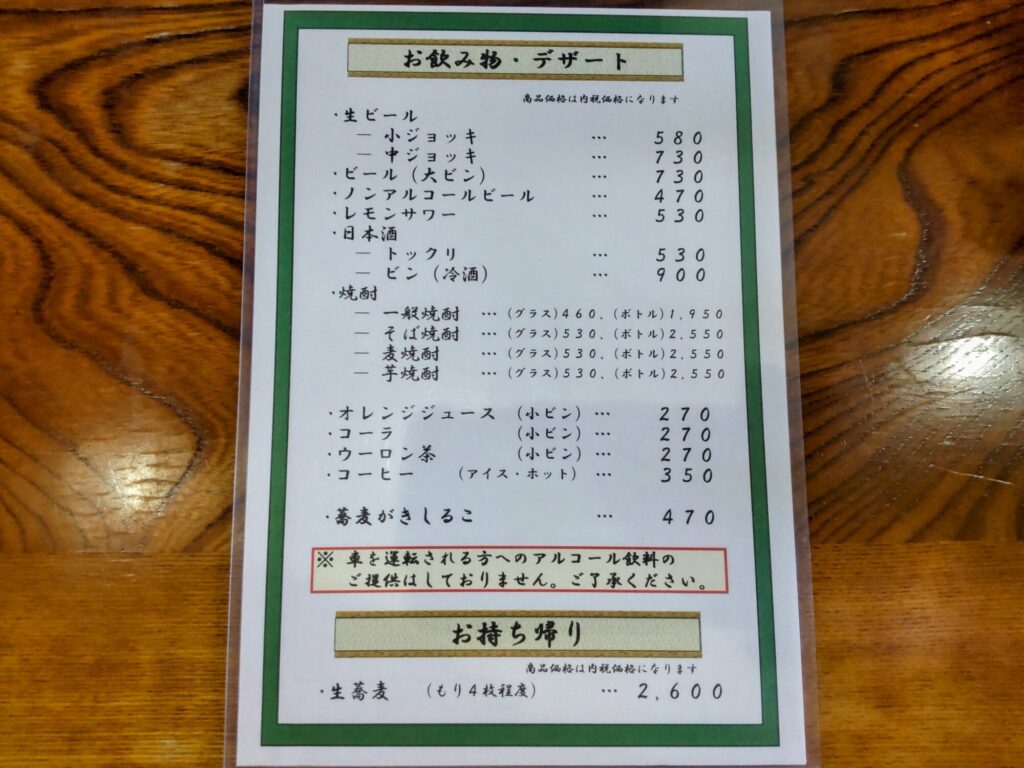 お飲み物・デザート
商品価格は内税価格になります
・生ビール
― 小ジョッキ … 580
― 中ジョッキ … 730
・ビール（大ビン） … 730
・ノンアルコールビール … 470
・レモンサワー … 530
・日本酒
― トックリ … 530
― ビン（冷酒） … 900
・焼酎
― 一般焼酎 …（グラス）460、（ボトル）1,950
― そば焼酎 …（グラス）530、（ボトル）2,550
― 麦焼酎 …（グラス）530、（ボトル）2,550
― 芋焼酎 …（グラス）530、（ボトル）2,550
・オレンジジュース （小ビン） … 270
・コーラ （小ビン） … 270
・ウーロン茶 （小ビン） … 270
・コーヒー （アイス・ホット） … 350
・蕎麦がきしるこ … 470
※ 車を運転される方へのアルコール飲料の
ご提供はしておりません。ご了承ください。
お持ち帰り
商品価格は内税価格になります
・生蕎麦 （もり４枚程度） … 2,600